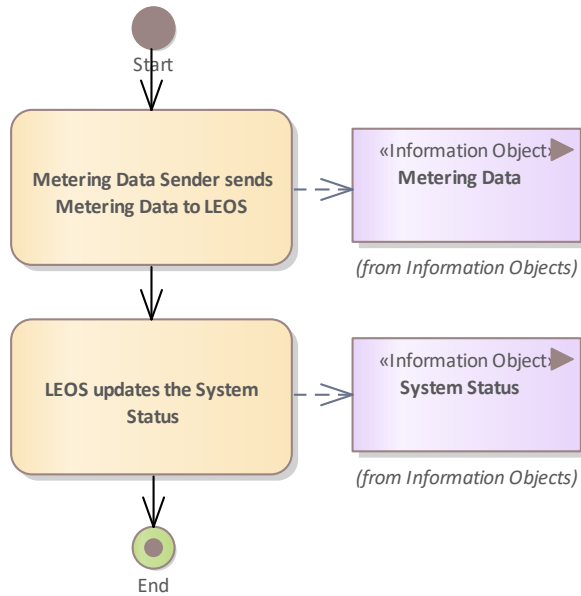 Start
Metering Data Sender sends
Metering Data to LEOS
«Information Object»
Metering Data
(from Information Objects)
LEOS updates the System
Status
«Information Object»
System Status
(from Information Objects)
End